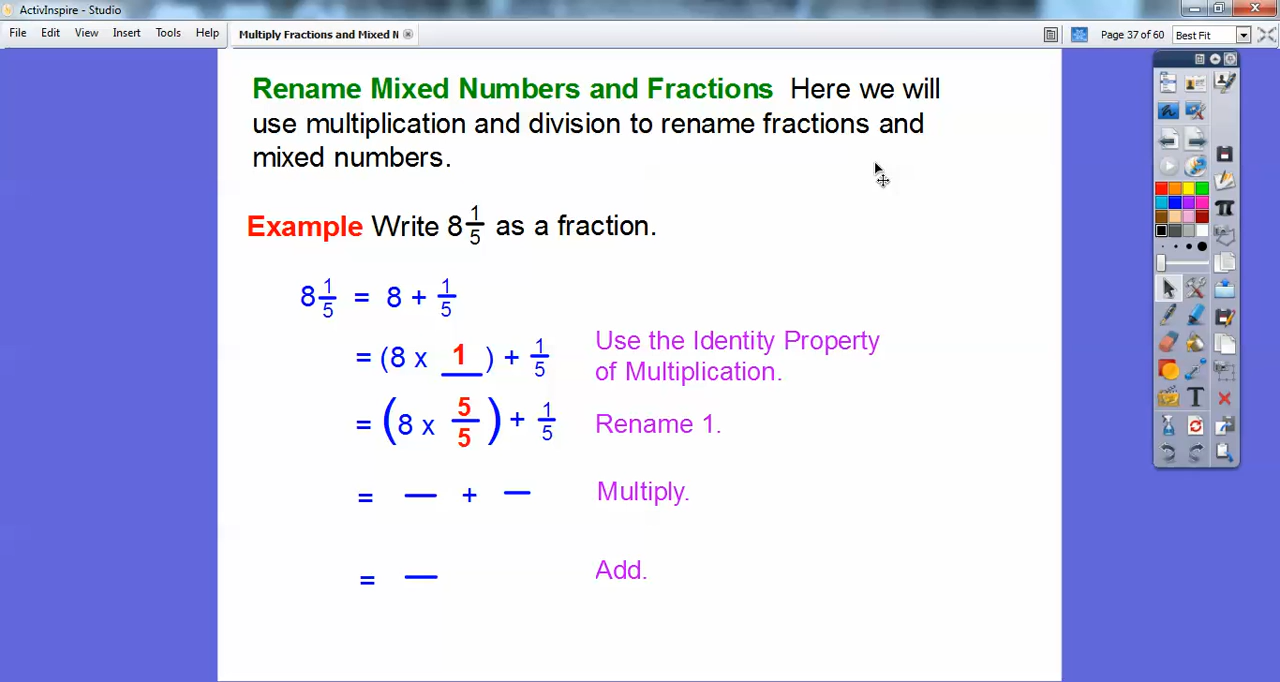 ActivInspire - Studio
File Edit View Insert Tools Help Multiply Fractions and Mixed N Page 37 of 60 Best Fit
Rename Mixed Numbers and Fractions Here we will
use multiplication and division to rename fractions and
mixed numbers.
Example Write 8 1/5 as a fraction.
8 1/5 = 8 + 1/5
= (8 x 1) + 1/5 Use the Identity Property
of Multiplication.
= (8 x 5/5) + 1/5 Rename 1.
= — + — Multiply.
= — Add.